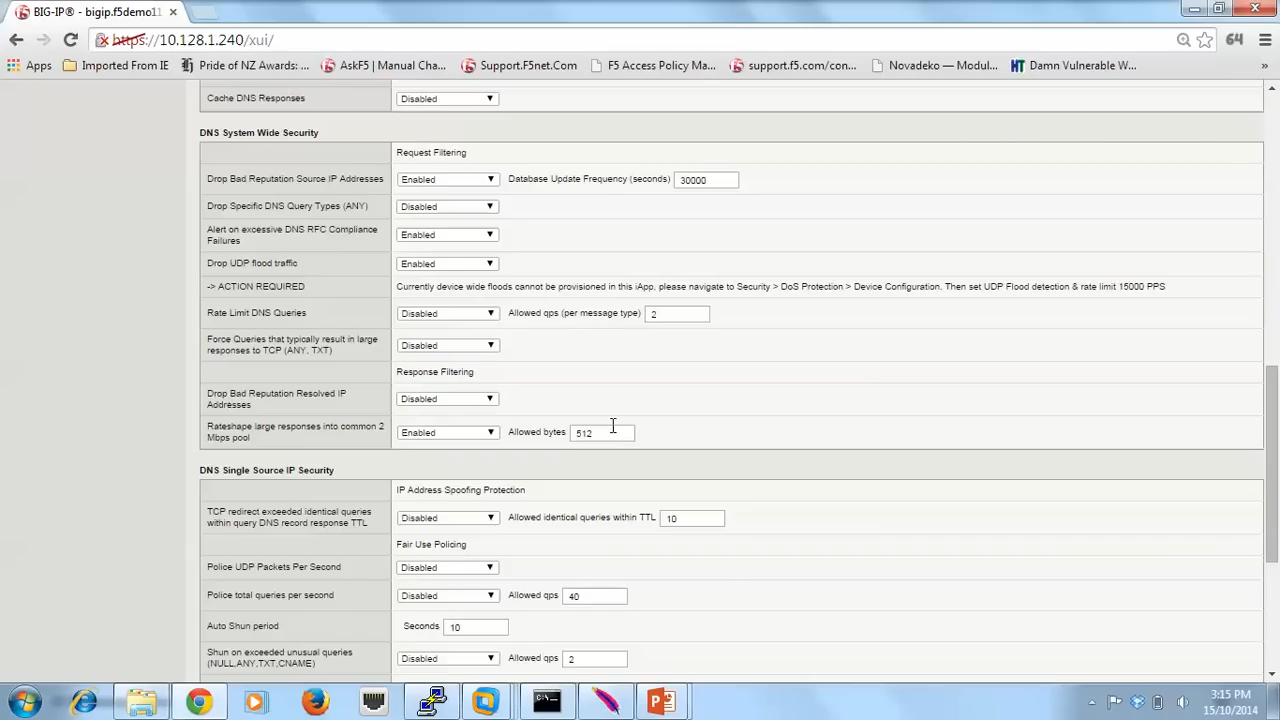 BIG-IP® - bigip.f5demo11
https://10.128.1.240/xui/
Apps
Imported From IE
Pride of NZ Awards: ...
AskF5 | Manual Cha...
Support.F5net.Com
F5 Access Policy Ma...
support.f5.com/con...
Novadeko — Modul...
HT Damn Vulnerable W...
»
64
Cache DNS Responses Disabled
DNS System Wide Security
Request Filtering
Drop Bad Reputation Source IP Addresses Enabled Database Update Frequency (seconds) 30000
Drop Specific DNS Query Types (ANY) Disabled
Alert on excessive DNS RFC Compliance
Failures
Enabled
Drop UDP flood traffic Enabled
-> ACTION REQUIRED Currently device wide floods cannot be provisioned in this iApp, please navigate to Security > DoS Protection > Device Configuration. Then set UDP Flood detection & rate limit 15000 PPS
Rate Limit DNS Queries Disabled Allowed qps (per message type) 2
Force Queries that typically result in large
responses to TCP (ANY, TXT)
Disabled
Response Filtering
Drop Bad Reputation Resolved IP
Addresses
Disabled
Rateshape large responses into common 2
Mbps pool
Enabled Allowed bytes 512
DNS Single Source IP Security
IP Address Spoofing Protection
TCP redirect exceeded identical queries
within query DNS record response TTL
Disabled Allowed identical queries within TTL 10
Fair Use Policing
Police UDP Packets Per Second Disabled
Police total queries per second Disabled Allowed qps 40
Auto Shun period Seconds 10
Shun on exceeded unusual queries
(NULL,ANY,TXT,CNAME)
Disabled Allowed qps 2
3:15 PM
15/10/2014